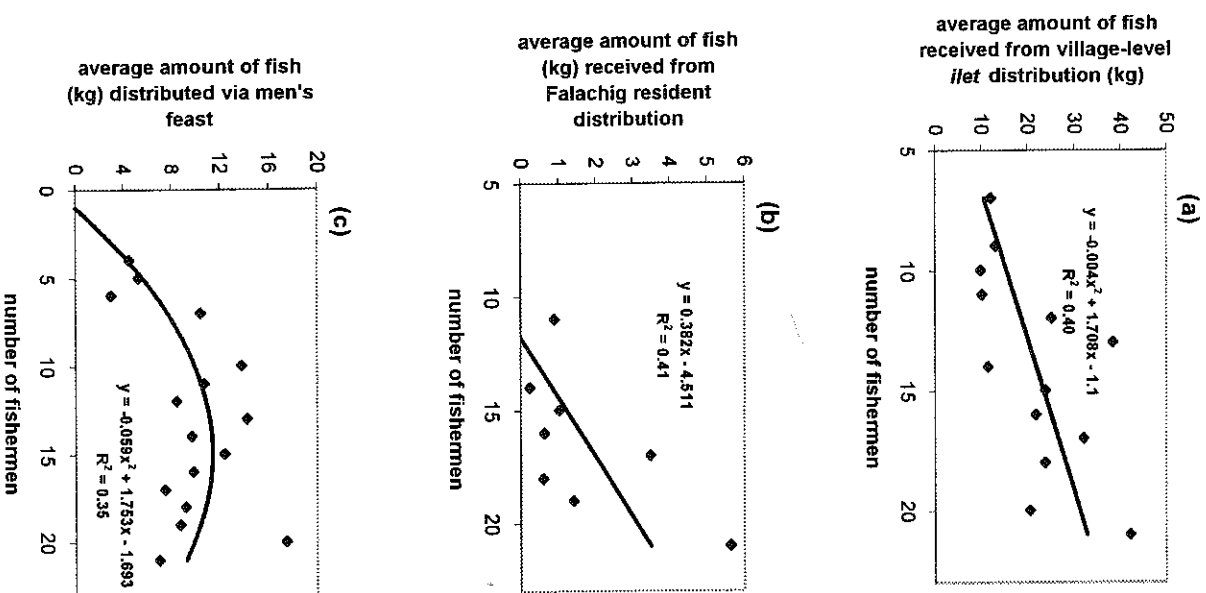 (a)
average amount of fish
received from village-level
ilet distribution (kg)
50
40
30
20
10
0
y = -0.004x² + 1.708x - 1.1
R² = 0.40
5
10
15
20
number of fishermen
(b)
average amount of fish
(kg) received from
Falachig resident
distribution
6
5
4
3
2
1
0
y = 0.382x - 4.511
R² = 0.41
5
10
15
20
number of fishermen
(c)
average amount of fish
(kg) distributed via men's
feast
20
16
12
8
4
0
y = -0.059x² + 1.753x - 1.693
R² = 0.35
0
5
10
15
20
number of fishermen